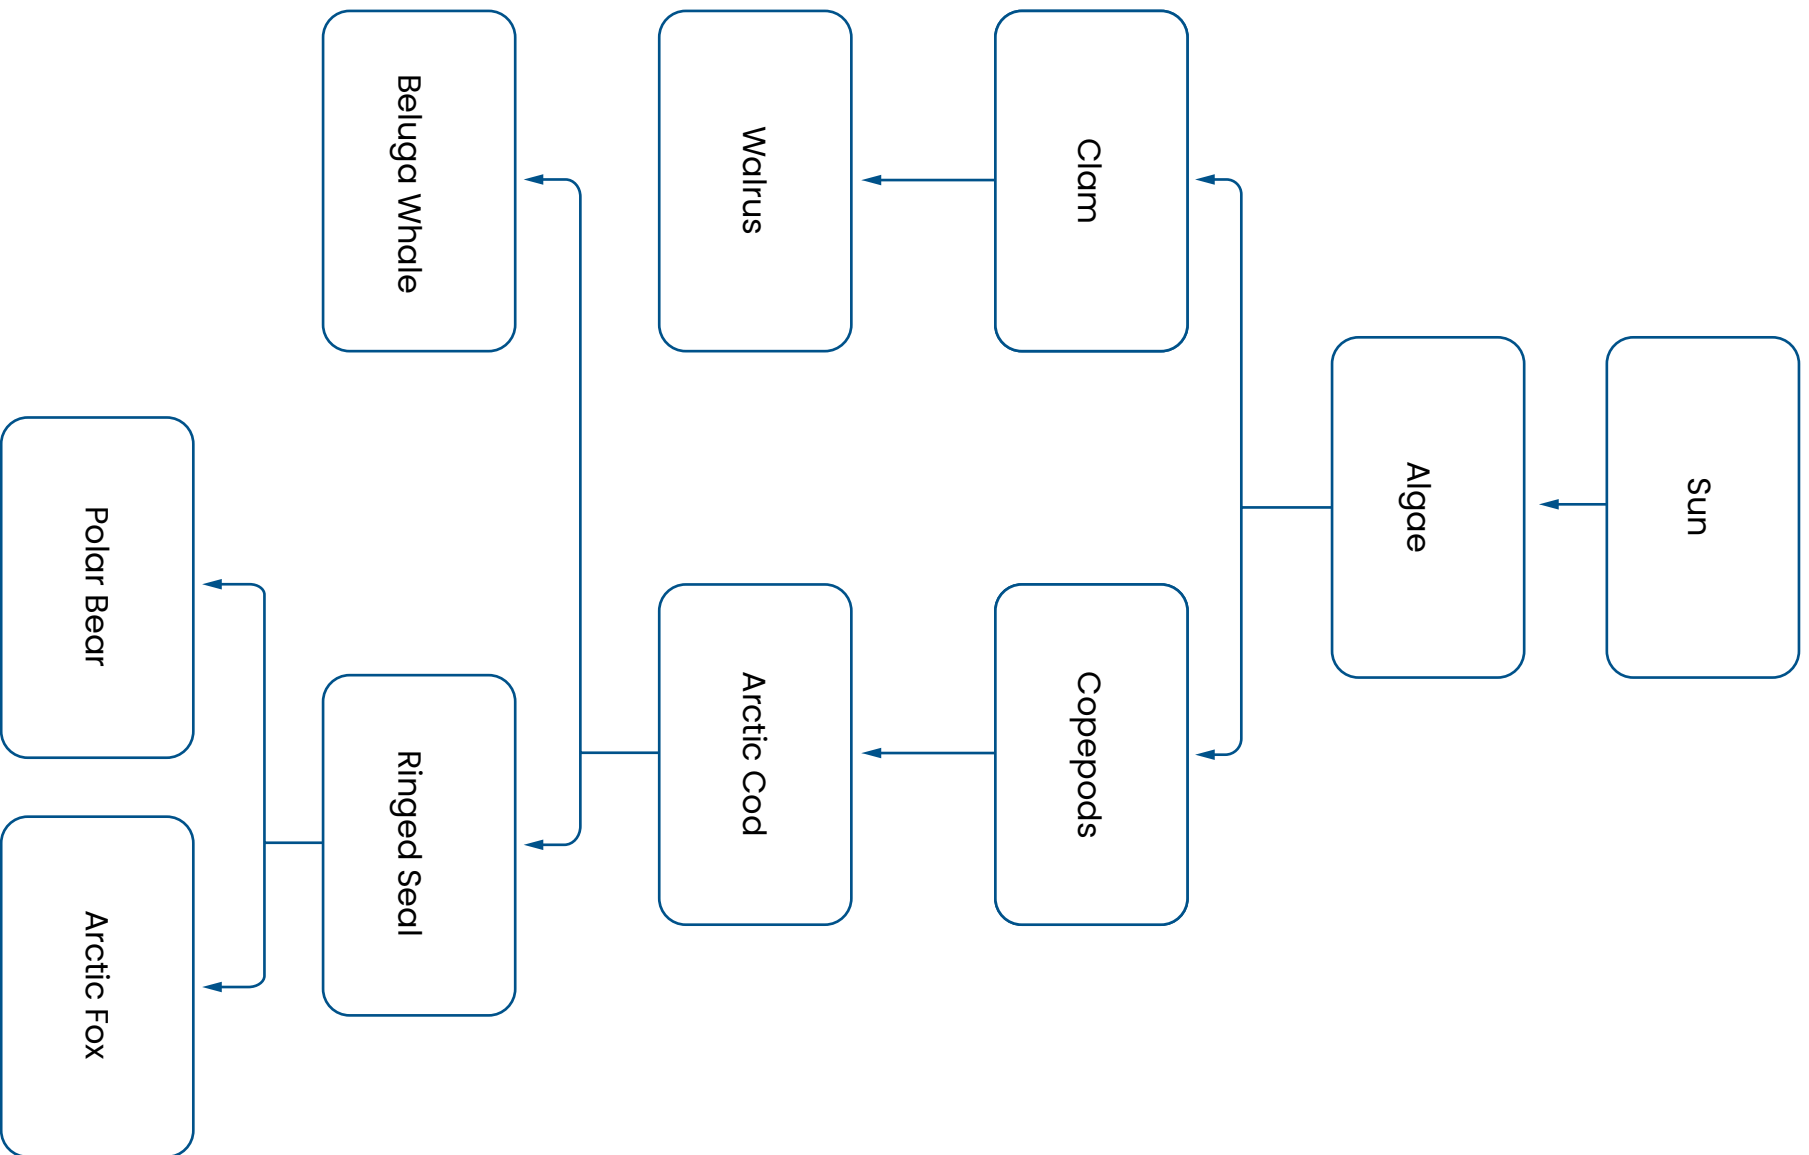 Sun
Algae
Copepods
Clam
Arctic Cod
Walrus
Ringed Seal
Beluga Whale
Arctic Fox
Polar Bear